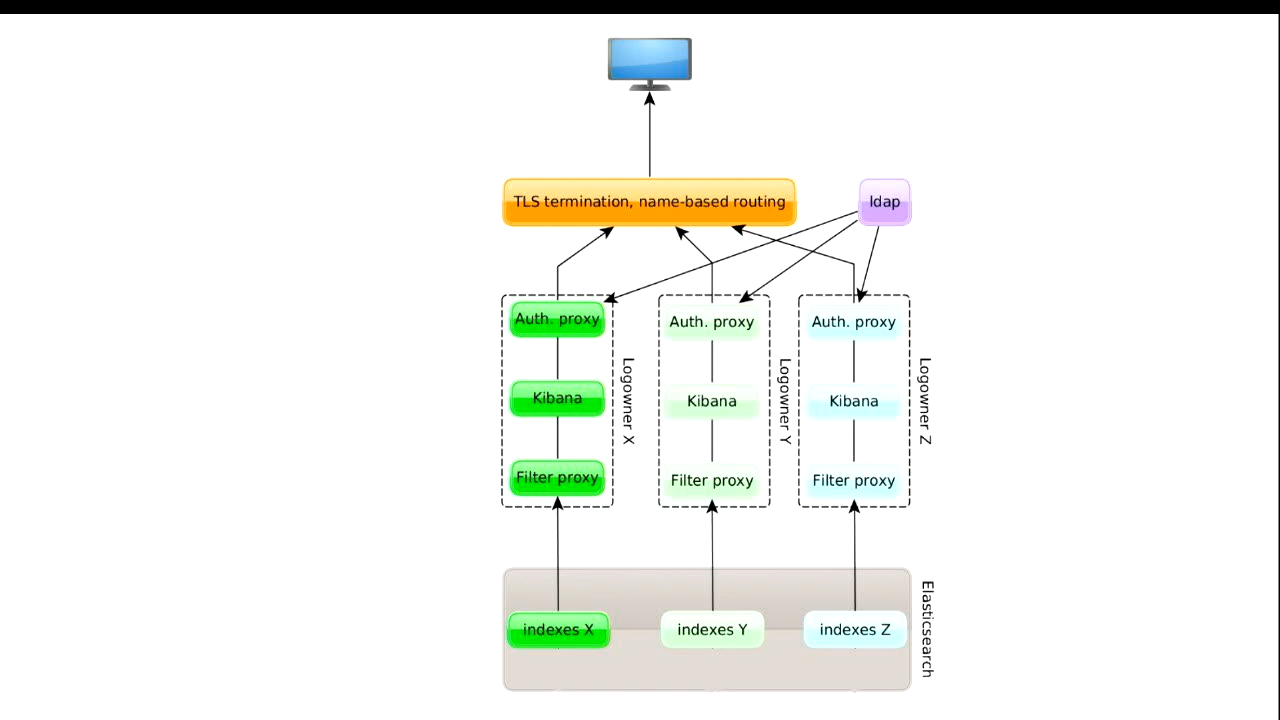 TLS termination, name-based routing
ldap
Auth. proxy
Kibana
Filter proxy
Logowner X
Auth. proxy
Kibana
Filter proxy
Logowner Y
Auth. proxy
Kibana
Filter proxy
Logowner Z
indexes X
indexes Y
indexes Z
Elasticsearch